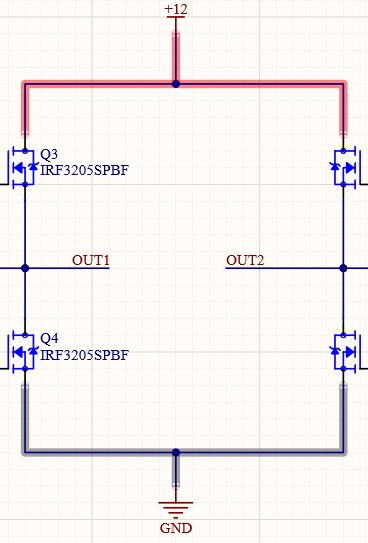 +12
Q3
IRF3205SPBF
OUT1
OUT2
Q4
IRF3205SPBF
GND